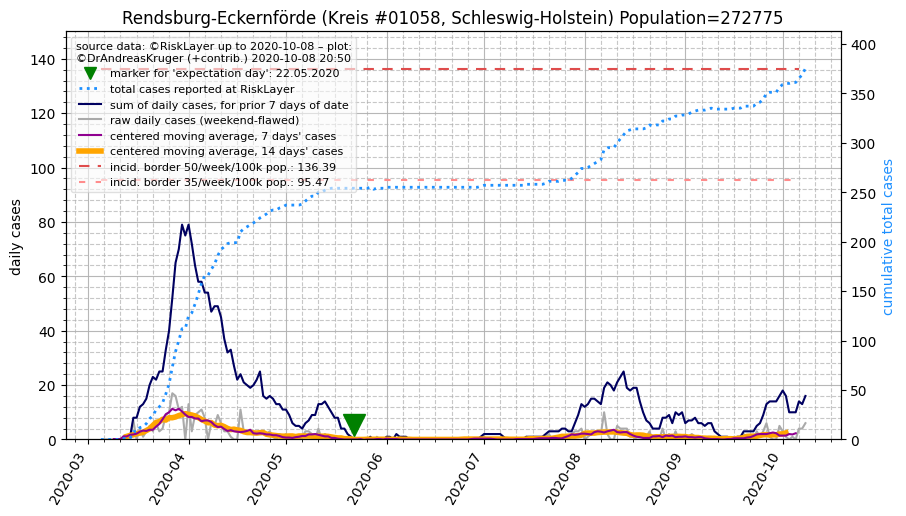 Rendsburg-Eckernförde (Kreis #01058, Schleswig-Holstein) Population=272775
source data: ©RiskLayer up to 2020-10-08 – plot:
©DrAndreasKruger (+contrib.) 2020-10-08 20:50
marker for 'expectation day': 22.05.2020
total cases reported at RiskLayer
sum of daily cases, for prior 7 days of date
raw daily cases (weekend-flawed)
centered moving average, 7 days' cases
centered moving average, 14 days' cases
incid. border 50/week/100k pop.: 136.39
incid. border 35/week/100k pop.: 95.47
daily cases
140
120
100
80
60
40
20
0
400
350
300
250
200
150
100
50
0
cumulative total cases
2020-03
2020-04
2020-05
2020-06
2020-07
2020-08
2020-09
2020-10